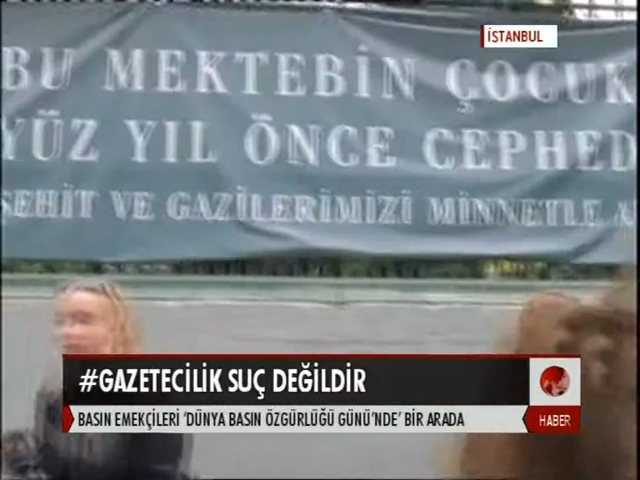 İSTANBUL
BU MEKTEBİN ÇOCUK
YÜZ YIL ÖNCE CEPHED
ŞEHİT VE GAZİLERİMİZİ MİNNETLE A
#GAZETECİLİK SUÇ DEĞİLDİR
BASIN EMEKÇİLERİ 'DÜNYA BASIN ÖZGÜRLÜĞÜ GÜNÜ'NDE' BİR ARADA
HABER